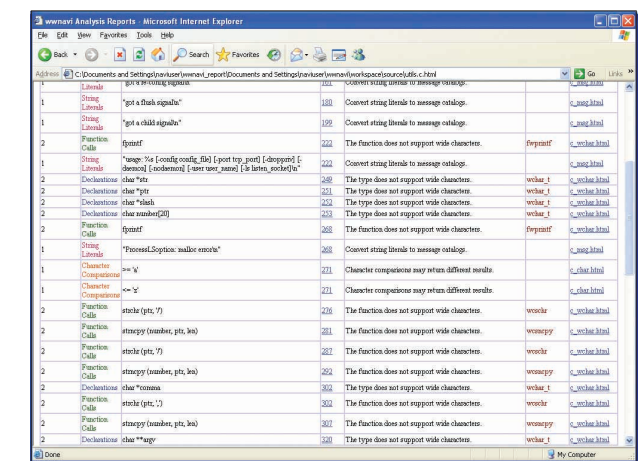 wwnavi Analysis Reports - Microsoft Internet Explorer
File Edit View Favorites Tools Help
Back Search Favorites
Address C:\Documents and Settings\naviuser\wwnavi_report\Documents and Settings\naviuser\wwnavi\workspace\source\utils.c.html Go Links »
1 Literals "got a re-config signal\n" 161 Convert string literals to message catalogs. c_msg.html
1 String Literals "got a flush signal\n" 180 Convert string literals to message catalogs. c_msg.html
1 String Literals "got a child signal\n" 199 Convert string literals to message catalogs. c_msg.html
2 Function Calls fprintf 222 The function does not support wide characters. fwprintf c_wchar.html
1 String Literals "usage: %s [-config config_file] [-port tcp_port] [-droppriv] [-daemon] [-nodaemon] [-user user_name] [-ls listen_socket]\n" 222 Convert string literals to message catalogs. c_msg.html
2 Declarations char *str 249 The type does not support wide characters. wchar_t c_wchar.html
2 Declarations char *ptr 251 The type does not support wide characters. wchar_t c_wchar.html
2 Declarations char *slash 252 The type does not support wide characters. wchar_t c_wchar.html
2 Declarations char number[20] 253 The type does not support wide characters. wchar_t c_wchar.html
2 Function Calls fprintf 268 The function does not support wide characters. fwprintf c_wchar.html
1 String Literals "ProcessLSoption: malloc error\n" 268 Convert string literals to message catalogs. c_msg.html
1 Character Comparisons >= 'a' 271 Character comparisons may return different results. c_char.html
1 Character Comparisons <= 'z' 271 Character comparisons may return different results. c_char.html
2 Function Calls strchr (ptr, '/') 276 The function does not support wide characters. wcschr c_wchar.html
2 Function Calls strncpy (number, ptr, len) 281 The function does not support wide characters. wcsncpy c_wchar.html
2 Function Calls strchr (ptr, '/') 287 The function does not support wide characters. wcschr c_wchar.html
2 Function Calls strncpy (number, ptr, len) 292 The function does not support wide characters. wcsncpy c_wchar.html
2 Declarations char *comma 302 The type does not support wide characters. wchar_t c_wchar.html
2 Function Calls strchr (ptr, ',') 302 The function does not support wide characters. wcschr c_wchar.html
2 Function Calls strncpy (number, ptr, len) 307 The function does not support wide characters. wcsncpy c_wchar.html
2 Declarations char **argv 320 The type does not support wide characters. wchar_t c_wchar.html
Done My Computer